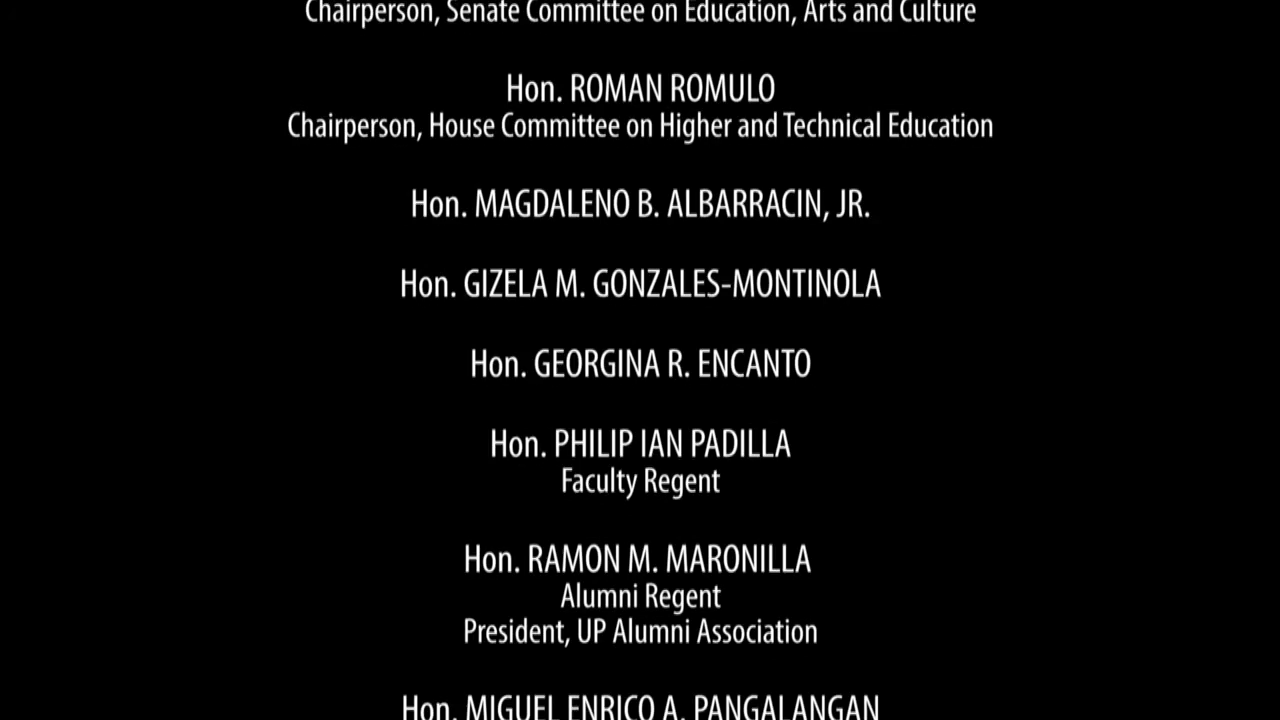 Chairperson, Senate Committee on Education, Arts and Culture
Hon. ROMAN ROMULO
Chairperson, House Committee on Higher and Technical Education
Hon. MAGDALENO B. ALBARRACIN, JR.
Hon. GIZELA M. GONZALES-MONTINOLA
Hon. GEORGINA R. ENCANTO
Hon. PHILIP IAN PADILLA
Faculty Regent
Hon. RAMON M. MARONILLA
Alumni Regent
President, UP Alumni Association
Hon. MIGUEL ENRICO A. PANGALANGAN